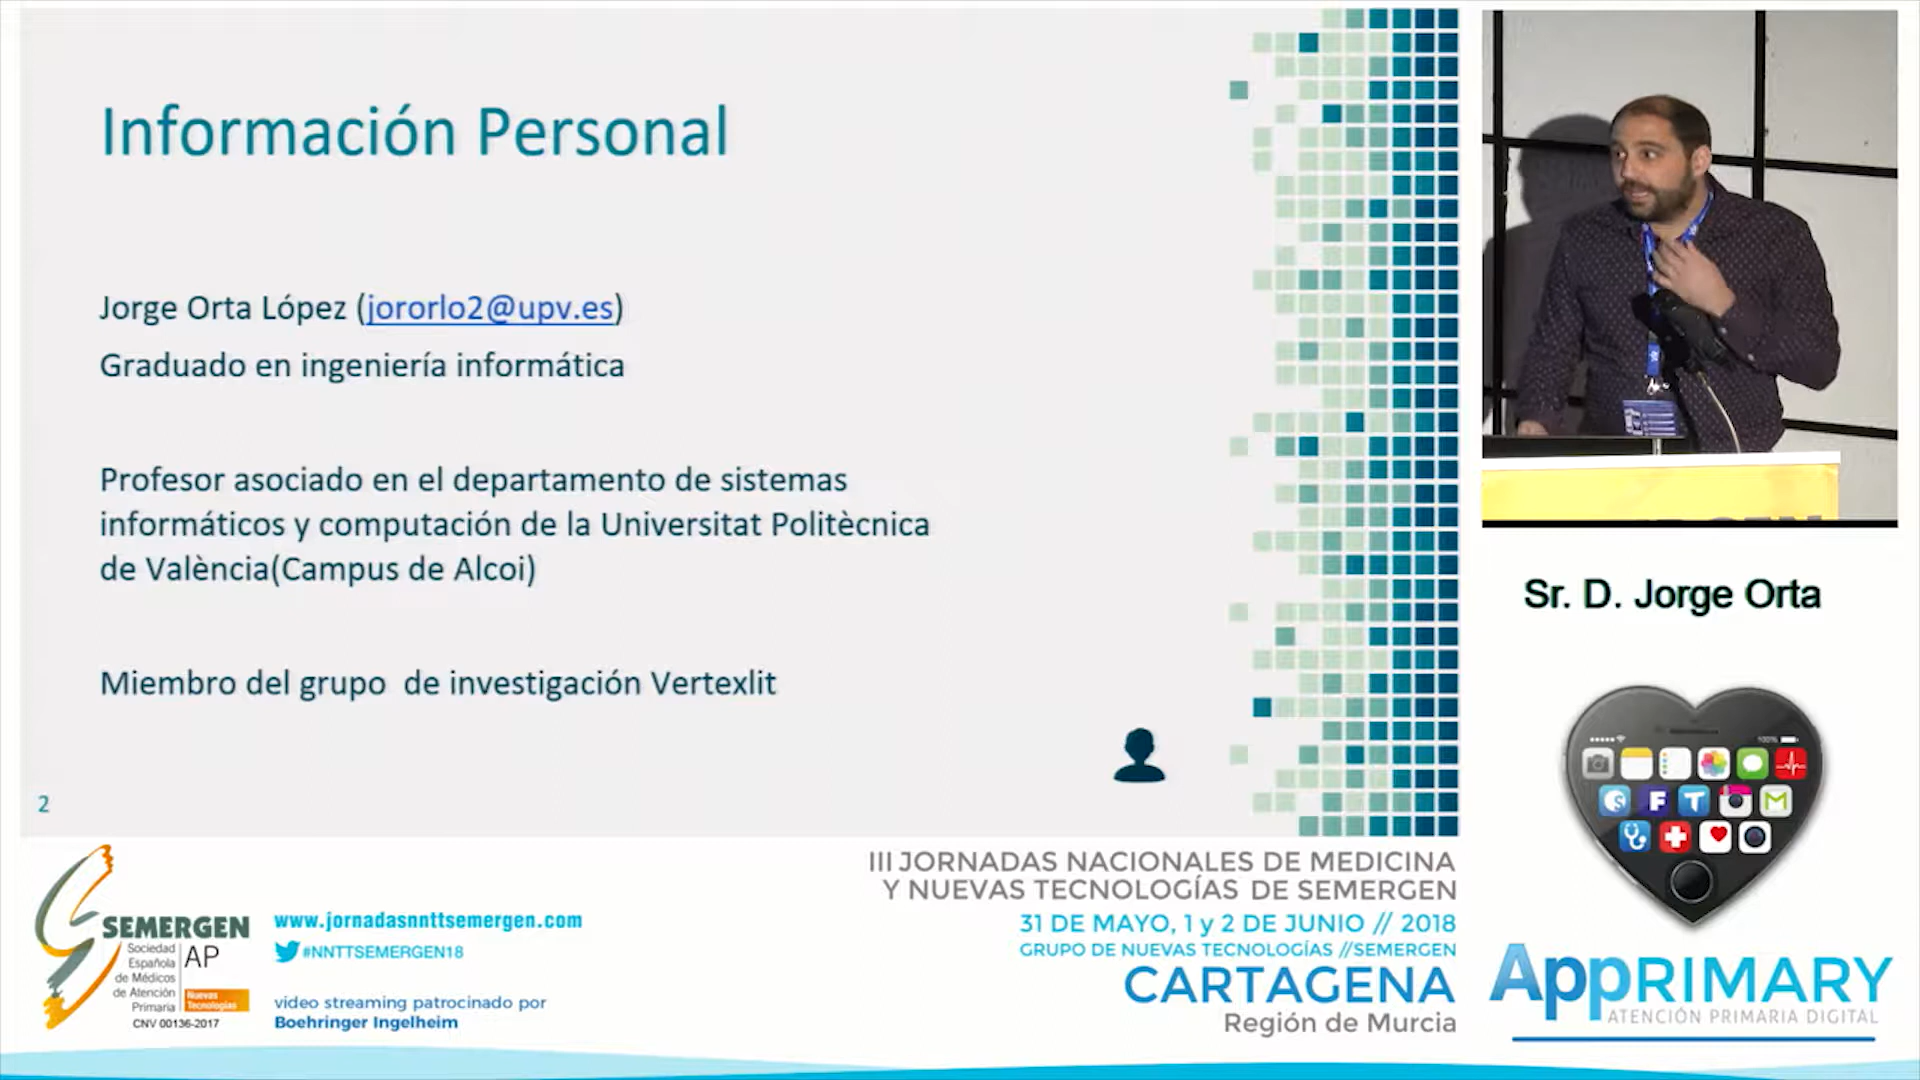 Información Personal
Jorge Orta López (jororlo2@upv.es)
Graduado en ingeniería informática
Profesor asociado en el departamento de sistemas
informáticos y computación de la Universitat Politècnica
de València(Campus de Alcoi)
Miembro del grupo de investigación Vertexlit
2
Sr. D. Jorge Orta
SEMERGEN
Sociedad
Española
de Médicos
de Atención
Primaria
AP
Nuevas
Tecnologías
CNV 00136-2017
www.jornadasnnttsemergen.com
#NNTTSEMERGEN18
video streaming patrocinado por
Boehringer Ingelheim
III JORNADAS NACIONALES DE MEDICINA
Y NUEVAS TECNOLOGÍAS DE SEMERGEN
31 DE MAYO, 1 y 2 DE JUNIO // 2018
GRUPO DE NUEVAS TECNOLOGÍAS //SEMERGEN
CARTAGENA
Región de Murcia
100%
AppRIMARY
ATENCIÓN PRIMARIA DIGITAL